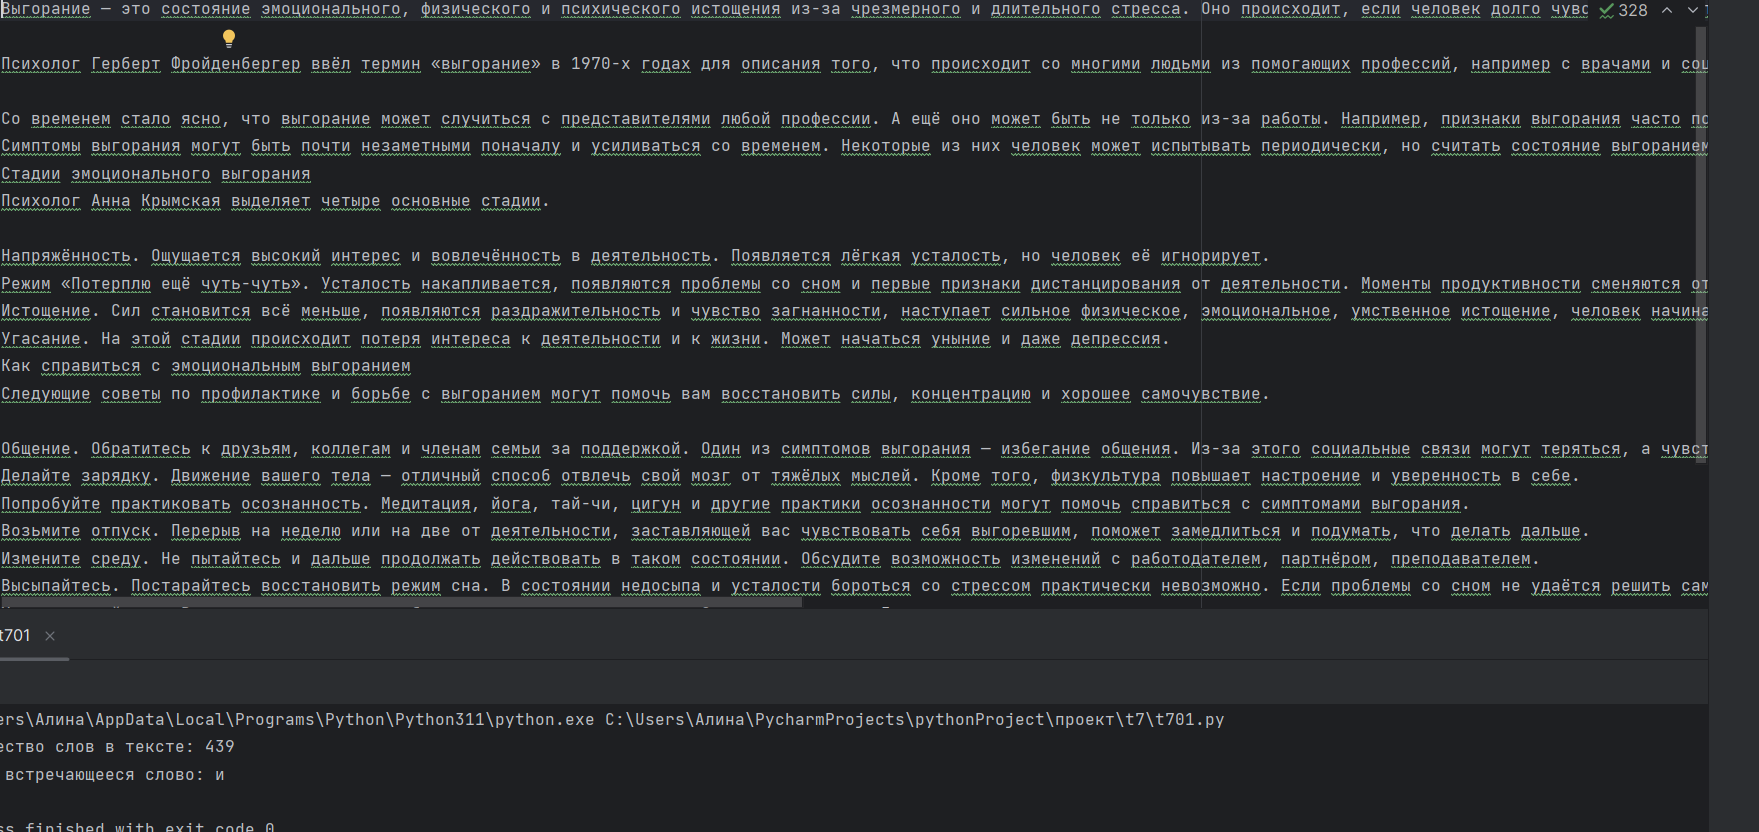 Выгорание — это состояние эмоционального, физического и психического истощения из-за чрезмерного и длительного стресса. Оно происходит, если человек долго
328
Психолог Герберт Фройденбергер ввёл термин «выгорание» в 1970-х годах для описания того, что происходит со многими людьми из помогающих профессий, например с врачами и
Со временем стало ясно, что выгорание может случиться с представителями любой профессии. А ещё оно может быть не только из-за работы. Например, признаки выгорания часто
Симптомы выгорания могут быть почти незаметными поначалу и усиливаться со временем. Некоторые из них человек может испытывать периодически, но считать состояние выгоранием
Стадии эмоционального выгорания
Психолог Анна Крымская выделяет четыре основные стадии.
Напряжённость. Ощущается высокий интерес и вовлечённость в деятельность. Появляется лёгкая усталость, но человек её игнорирует.
Режим «Потерплю ещё чуть-чуть». Усталость накапливается, появляются проблемы со сном и первые признаки дистанцирования от деятельности. Моменты продуктивности сменяются
Истощение. Сил становится всё меньше, появляются раздражительность и чувство загнанности, наступает сильное физическое, эмоциональное, умственное истощение, человек
Угасание. На этой стадии происходит потеря интереса к деятельности и к жизни. Может начаться уныние и даже депрессия.
Как справиться с эмоциональным выгоранием
Следующие советы по профилактике и борьбе с выгоранием могут помочь вам восстановить силы, концентрацию и хорошее самочувствие.
Общение. Обратитесь к друзьям, коллегам и членам семьи за поддержкой. Один из симптомов выгорания — избегание общения. Из-за этого социальные связи могут теряться, а
Делайте зарядку. Движение вашего тела — отличный способ отвлечь свой мозг от тяжёлых мыслей. Кроме того, физкультура повышает настроение и уверенность в себе.
Попробуйте практиковать осознанность. Медитация, йога, тай-чи, цигун и другие практики осознанности могут помочь справиться с симптомами выгорания.
Возьмите отпуск. Перерыв на неделю или на две от деятельности, заставляющей вас чувствовать себя выгоревшим, поможет замедлиться и подумать, что делать дальше.
Измените среду. Не пытайтесь и дальше продолжать действовать в таком состоянии. Обсудите возможность изменений с работодателем, партнёром, преподавателем.
Высыпайтесь. Постарайтесь восстановить режим сна. В состоянии недосыпа и усталости бороться со стрессом практически невозможно. Если проблемы со сном не удаётся решить
t701
ers\Алина\AppData\Local\Programs\Python\Python311\python.exe C:\Users\Алина\PycharmProjects\pythonProject\проект\t7\t701.py
ество слов в тексте: 439
встречающееся слово: и
ss finished with exit code 0